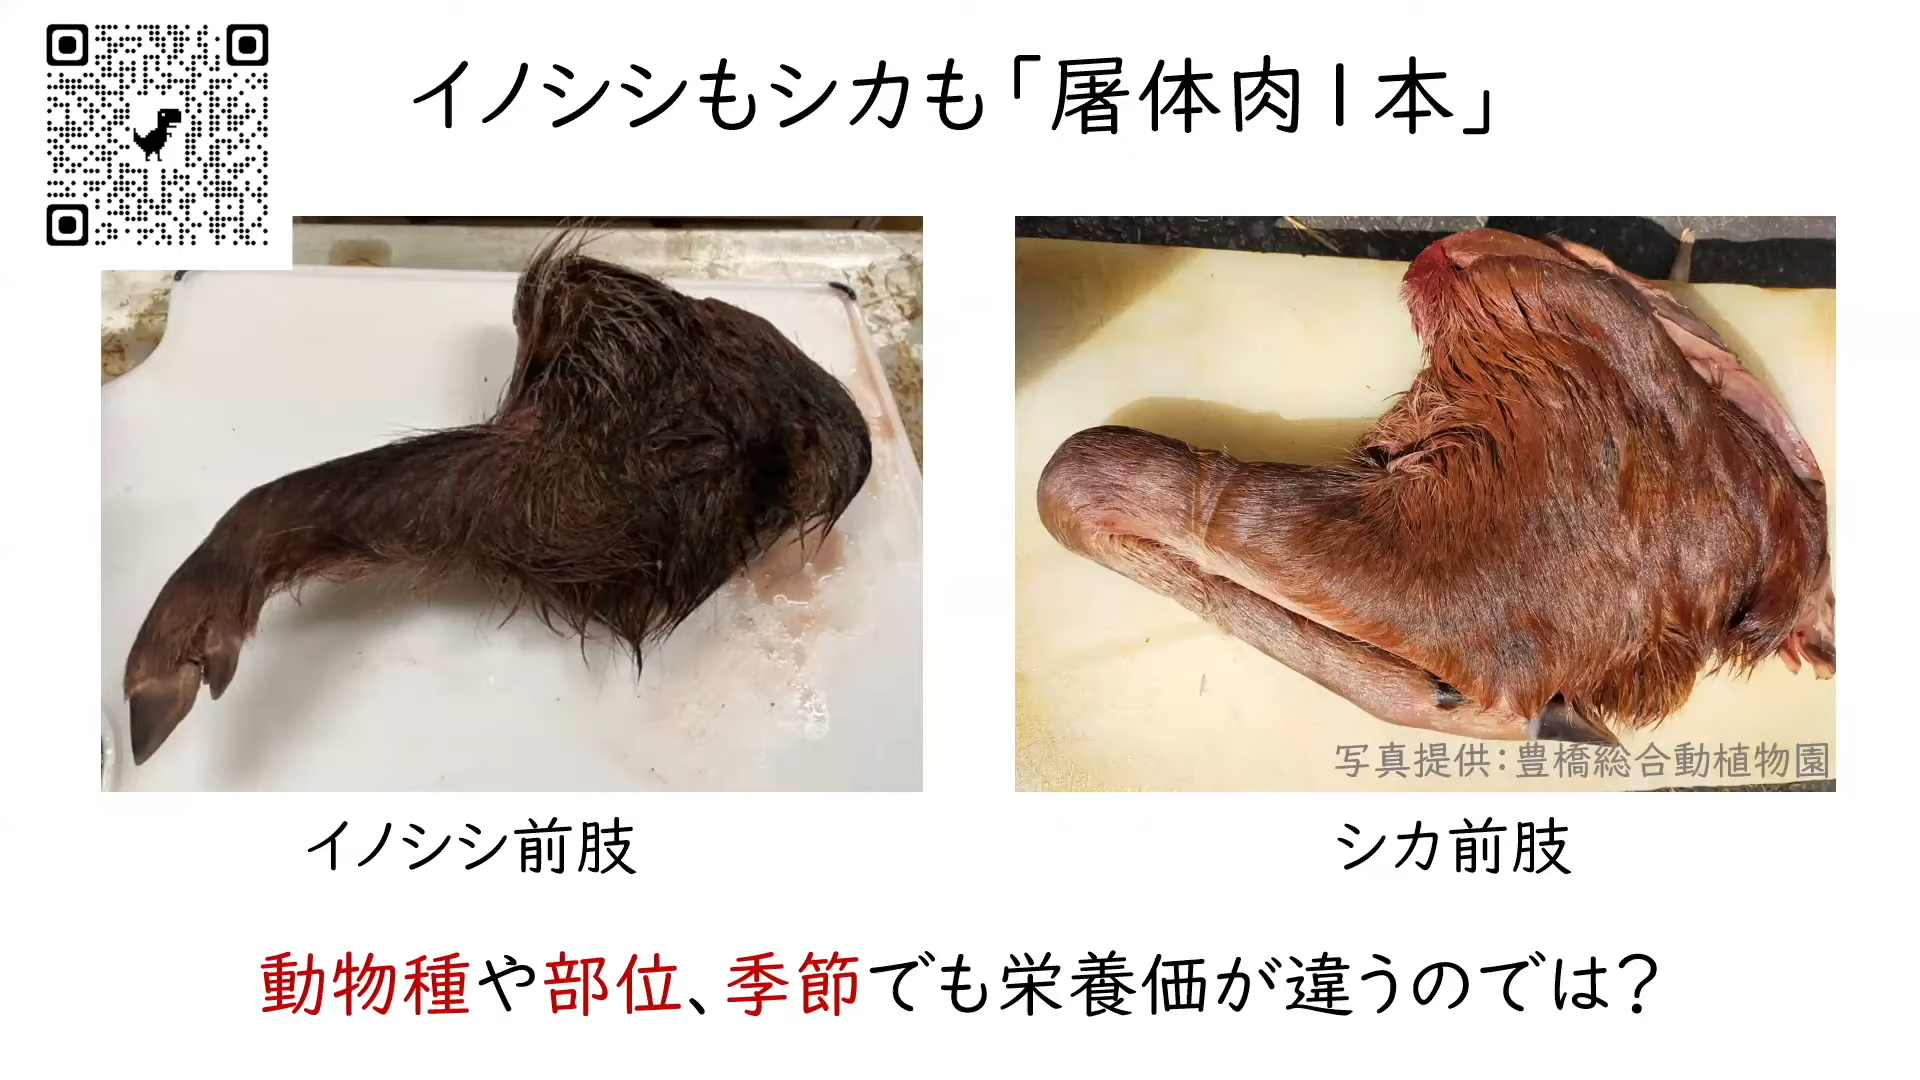 イノシシもシカも「屠体肉1本」
写真提供:豊橋総合動植物園
イノシシ前肢
シカ前肢
動物種や部位、季節でも栄養価が違うのでは?